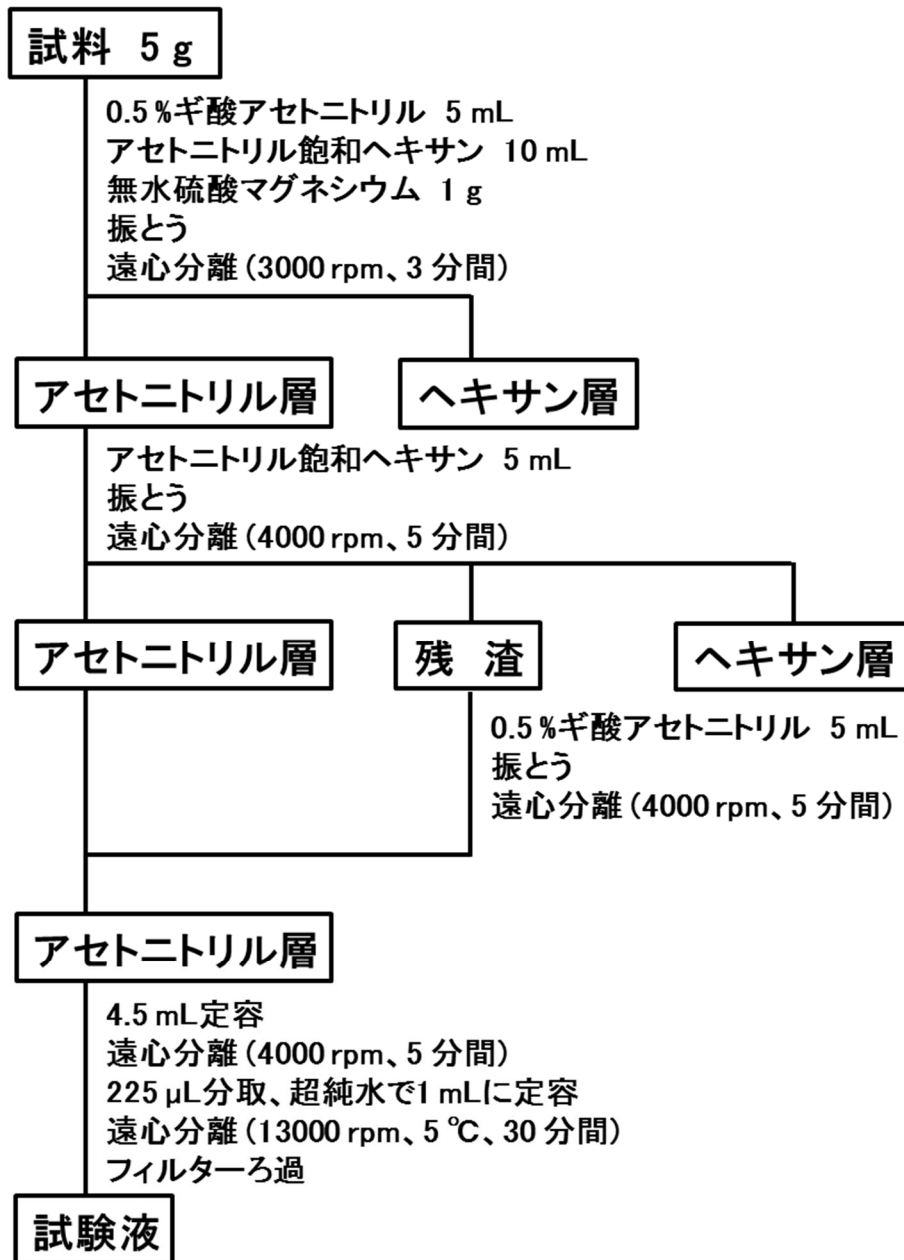 試料 5 g
0.5 %ギ酸アセトニトリル 5 mL
アセトニトリル飽和ヘキサン 10 mL
無水硫酸マグネシウム 1 g
振とう
遠心分離（3000 rpm、3 分間）
アセトニトリル層
ヘキサン層
アセトニトリル飽和ヘキサン 5 mL
振とう
遠心分離（4000 rpm、5 分間）
アセトニトリル層
残 渣
ヘキサン層
0.5 %ギ酸アセトニトリル 5 mL
振とう
遠心分離（4000 rpm、5 分間）
アセトニトリル層
4.5 mL定容
遠心分離（4000 rpm、5 分間）
225 μL分取、超純水で1 mLに定容
遠心分離（13000 rpm、5 ℃、30 分間）
フィルターろ過
試験液